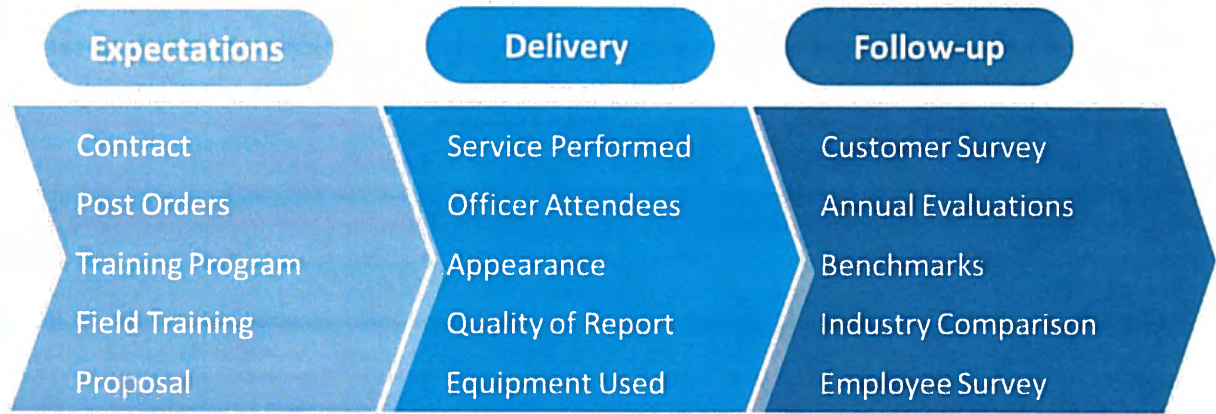 Expectations
Contract
Post Orders
Training Program
Field Training
Proposal
Delivery
Service Performed
Officer Attendees
Appearance
Quality of Report
Equipment Used
Follow-up
Customer Survey
Annual Evaluations
Benchmarks
Industry Comparison
Employee Survey